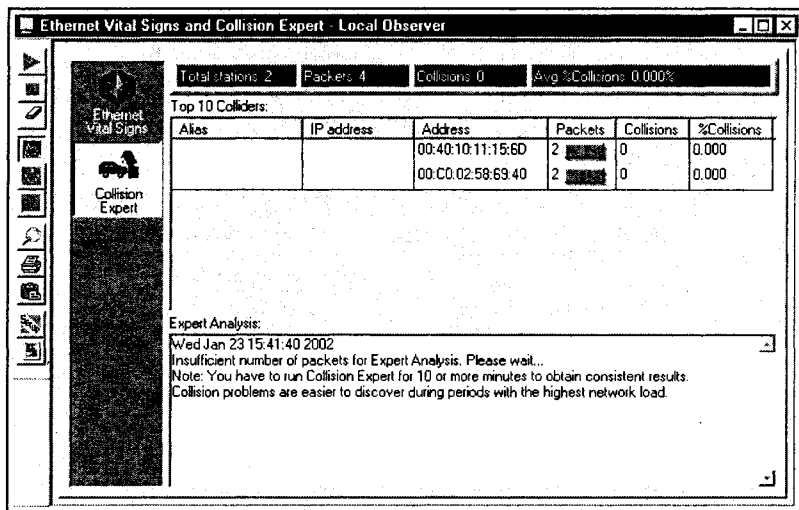 Ethernet Vital Signs and Collision Expert - Local Observer
Total stations 2 Packets 4 Collisions 0 Avg %Collisions 0.000%
Ethernet
Vital Signs
Top 10 Colliders:
Alias IP address Address Packets Collisions %Collisions
00:40:10:11:15:6D 2 0 0.000
00:C0:02:58:69:40 2 0 0.000
Collision
Expert
Expert Analysis:
Wed Jan 23 15:41:40 2002
Insufficient number of packets for Expert Analysis. Please wait...
Note: You have to run Collision Expert for 10 or more minutes to obtain consistent results.
Collision problems are easier to discover during periods with the highest network load.